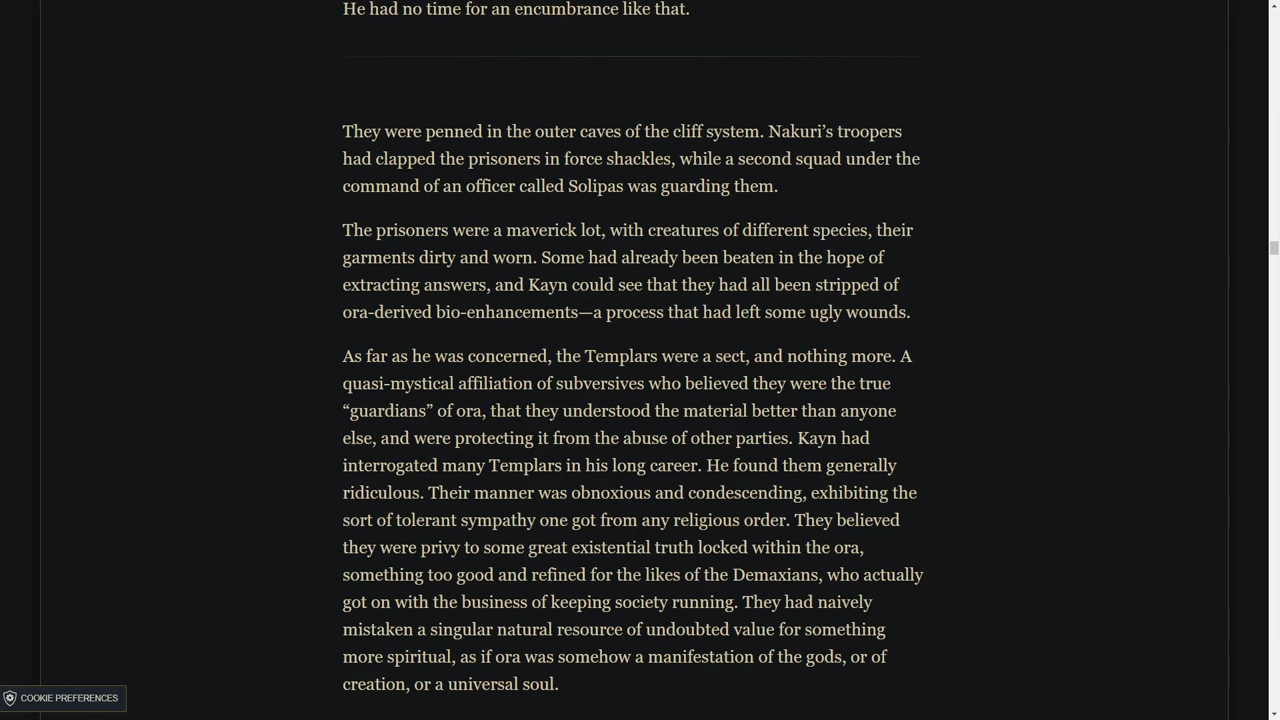 He had no time for an encumbrance like that.
They were penned in the outer caves of the cliff system. Nakuri’s troopers
had clapped the prisoners in force shackles, while a second squad under the
command of an officer called Solipas was guarding them.
The prisoners were a maverick lot, with creatures of different species, their
garments dirty and worn. Some had already been beaten in the hope of
extracting answers, and Kayn could see that they had all been stripped of
ora-derived bio-enhancements—a process that had left some ugly wounds.
As far as he was concerned, the Templars were a sect, and nothing more. A
quasi-mystical affiliation of subversives who believed they were the true
“guardians” of ora, that they understood the material better than anyone
else, and were protecting it from the abuse of other parties. Kayn had
interrogated many Templars in his long career. He found them generally
ridiculous. Their manner was obnoxious and condescending, exhibiting the
sort of tolerant sympathy one got from any religious order. They believed
they were privy to some great existential truth locked within the ora,
something too good and refined for the likes of the Demaxians, who actually
got on with the business of keeping society running. They had naively
mistaken a singular natural resource of undoubted value for something
more spiritual, as if ora was somehow a manifestation of the gods, or of
creation, or a universal soul.
COOKIE PREFERENCES